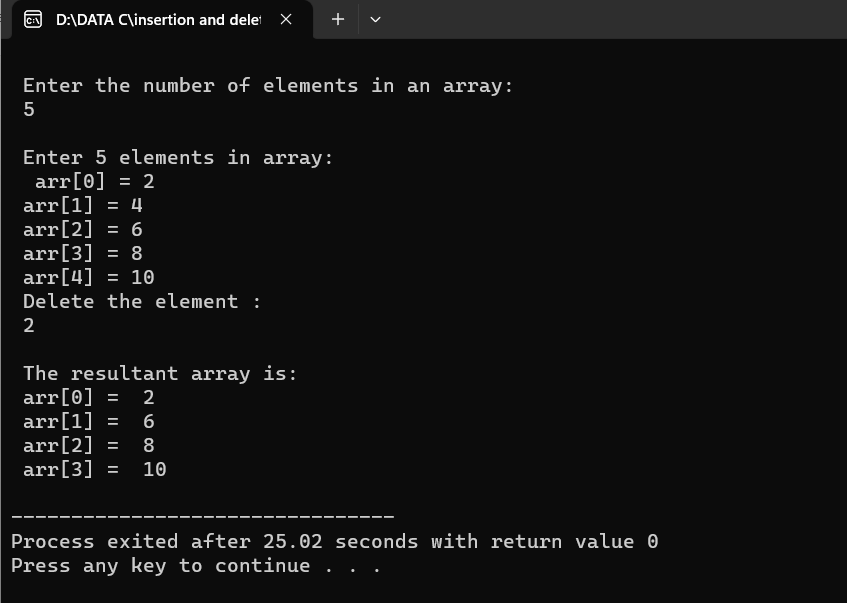 D:\DATA C\insertion and dele
Enter the number of elements in an array:
5
Enter 5 elements in array:
arr[0] = 2
arr[1] = 4
arr[2] = 6
arr[3] = 8
arr[4] = 10
Delete the element :
2
The resultant array is:
arr[0] =  2
arr[1] =  6
arr[2] =  8
arr[3] =  10
--------------------------------
Process exited after 25.02 seconds with return value 0
Press any key to continue . . .